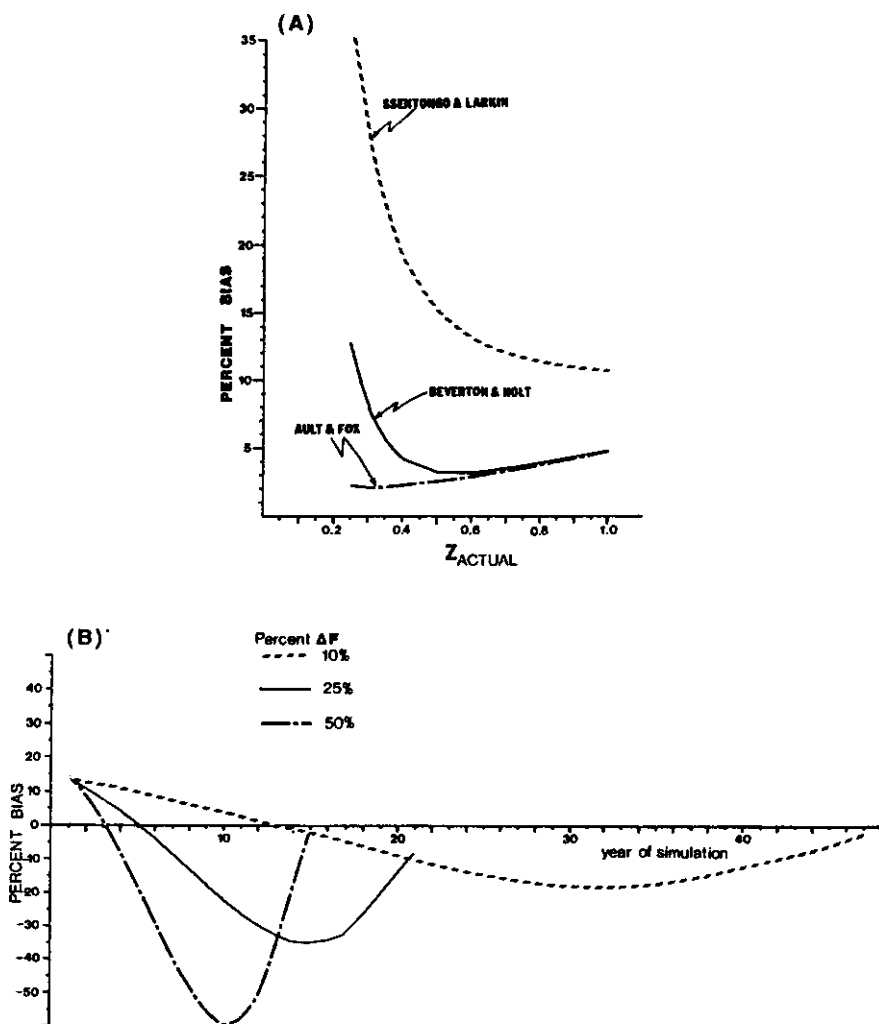 (A)
35
30
25
20
15
10
5
PERCENT BIAS
SSENTONGO & LARKIN
BEVERTON & HOLT
AULT & FOX
0.2 0.4 0.6 0.8 1.0
Z ACTUAL
(B)
Percent ΔF
10%
25%
50%
40
30
20
10
0
-10
-20
-30
-40
-50
PERCENT BIAS
10 20 30 40
year of simulation